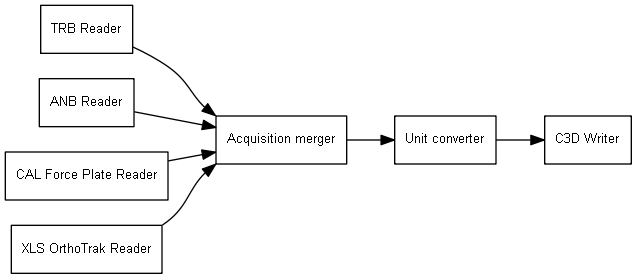 TRB Reader
ANB Reader
CAL Force Plate Reader
XLS OrthoTrak Reader
Acquisition merger
Unit converter
C3D Writer